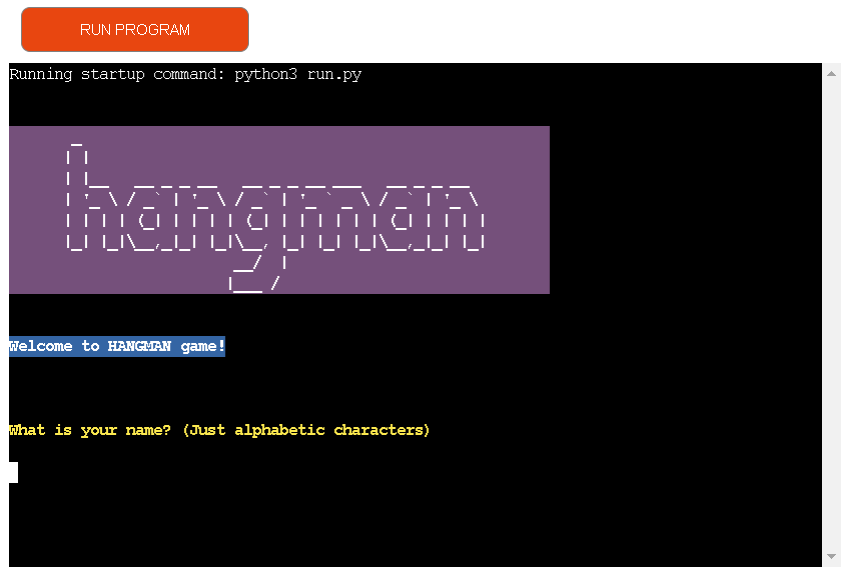 RUN PROGRAM
Running startup command: python3 run.py
hangman
Welcome to HANGMAN game!
What is your name? (Just alphabetic characters)